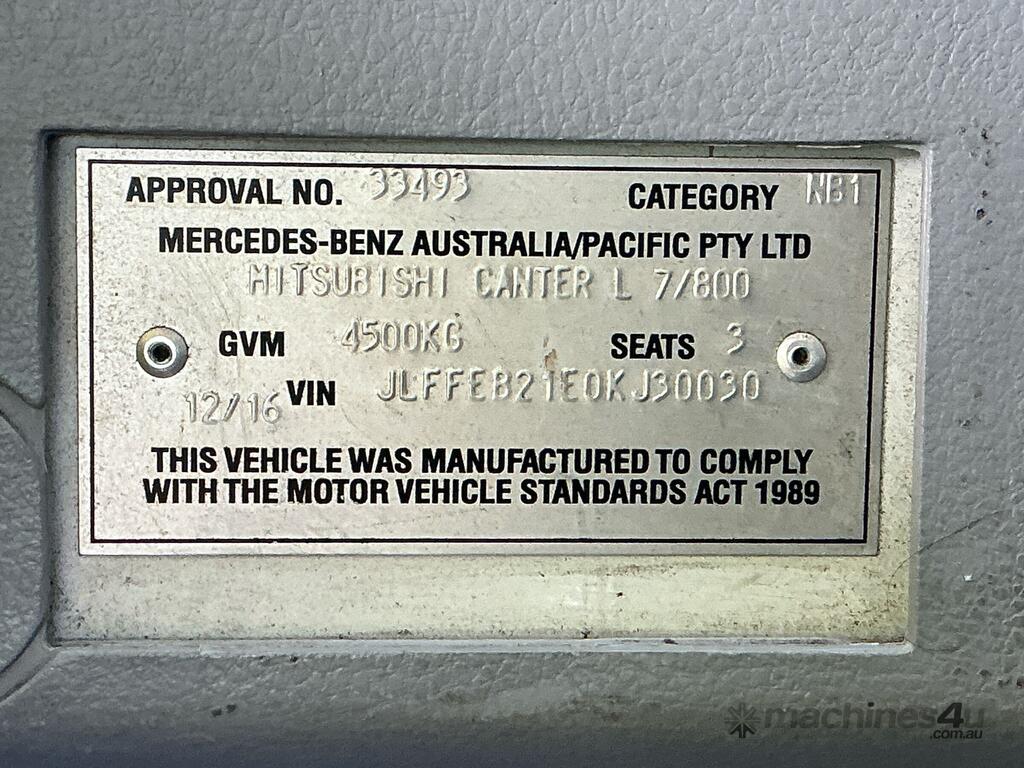 APPROVAL NO. 33493 CATEGORY NB1
MERCEDES-BENZ AUSTRALIA/PACIFIC PTY LTD
MITSUBISHI CANTER L 7/800
GVM 4500KG SEATS 3
12/16 VIN JLFFEB21E0KJ30030
THIS VEHICLE WAS MANUFACTURED TO COMPLY
WITH THE MOTOR VEHICLE STANDARDS ACT 1989
machines4u
.com.au